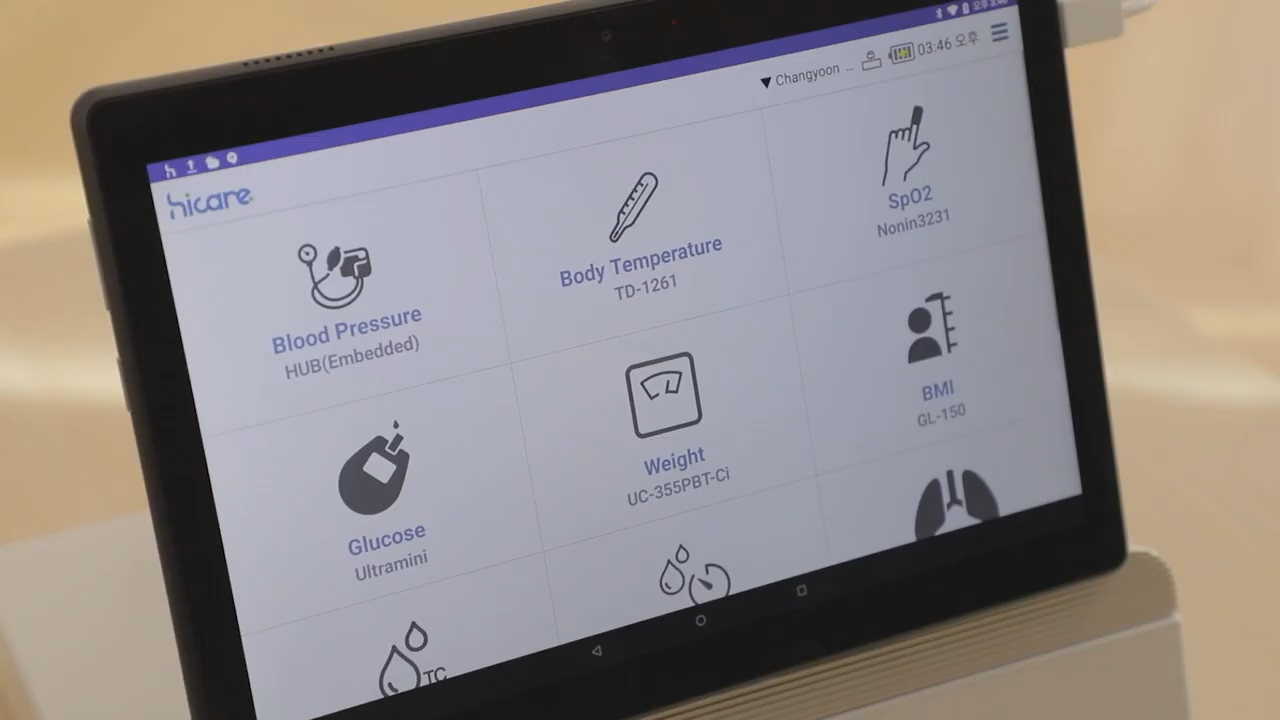 hicare
▼ Changyoon ...
03:46 오후
Blood Pressure
HUB(Embedded)
Body Temperature
TD-1261
SpO2
Nonin3231
Glucose
Ultramini
Weight
UC-355PBT-Ci
BMI
GL-150
TC